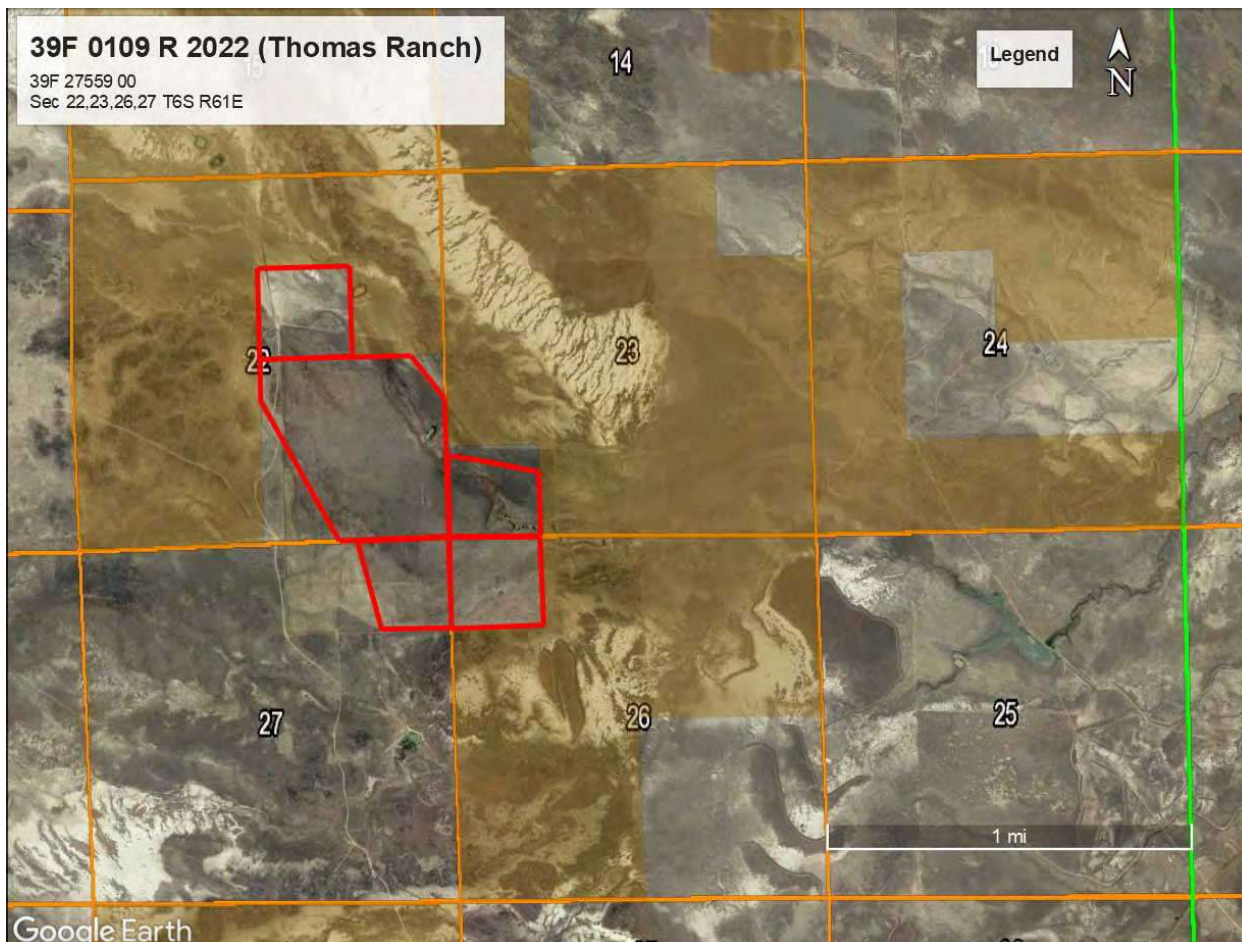 39F 0109 R 2022 (Thomas Ranch)
39F 27559 00
Sec 22,23,26,27 T6S R61E
Legend
N
14
22
23
24
27
26
25
1 mi
Google Earth